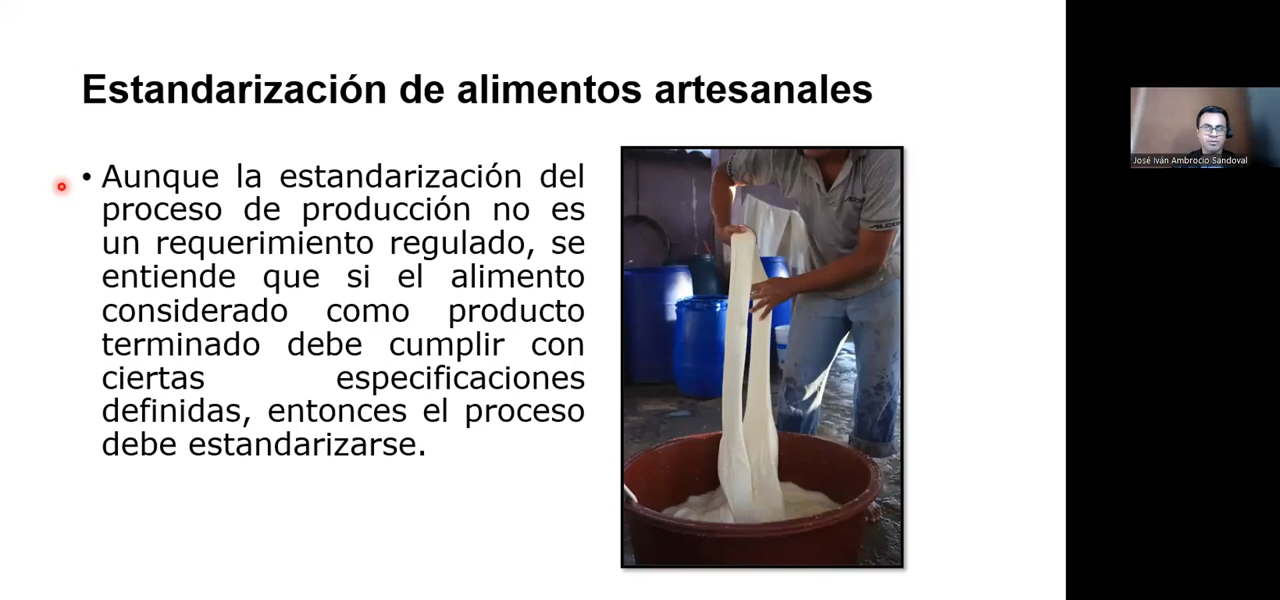 Estandarización de alimentos artesanales
• Aunque la estandarización del
proceso de producción no es
un requerimiento regulado, se
entiende que si el alimento
considerado como producto
terminado debe cumplir con
ciertas especificaciones
definidas, entonces el proceso
debe estandarizarse.
José Iván Ambrocio Sandoval